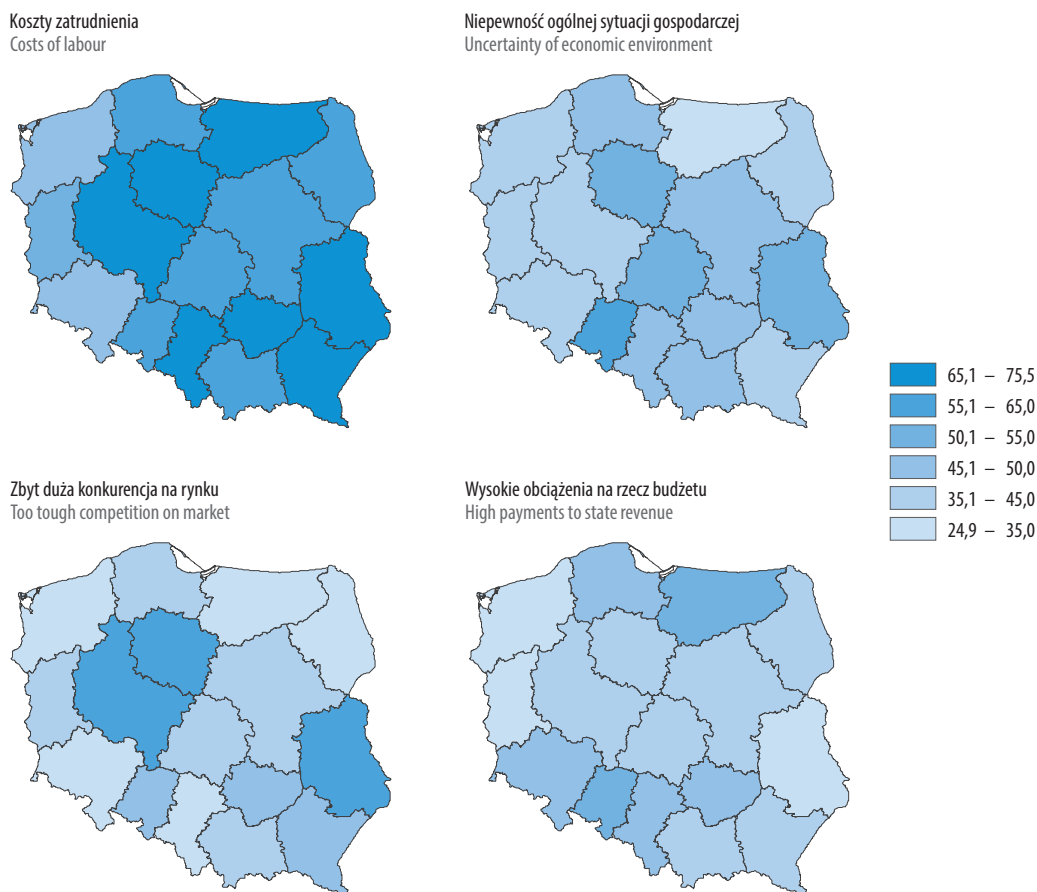 Koszty zatrudnienia
Costs of labour
Niepewność ogólnej sytuacji gospodarczej
Uncertainty of economic environment
65,1 – 75,5
55,1 – 65,0
50,1 – 55,0
45,1 – 50,0
35,1 – 45,0
24,9 – 35,0
Zbyt duża konkurencja na rynku
Too tough competition on market
Wysokie obciążenia na rzecz budżetu
High payments to state revenue